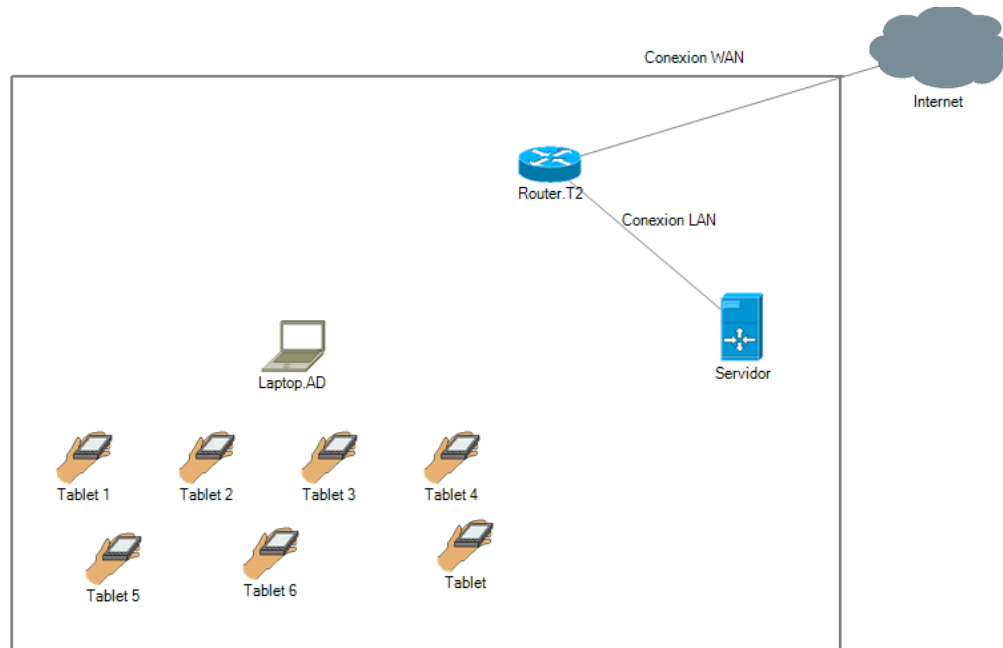 Conexion WAN
Internet
Router.T2
Conexion LAN
Servidor
Laptop.AD
Tablet 1
Tablet 2
Tablet 3
Tablet 4
Tablet 5
Tablet 6
Tablet